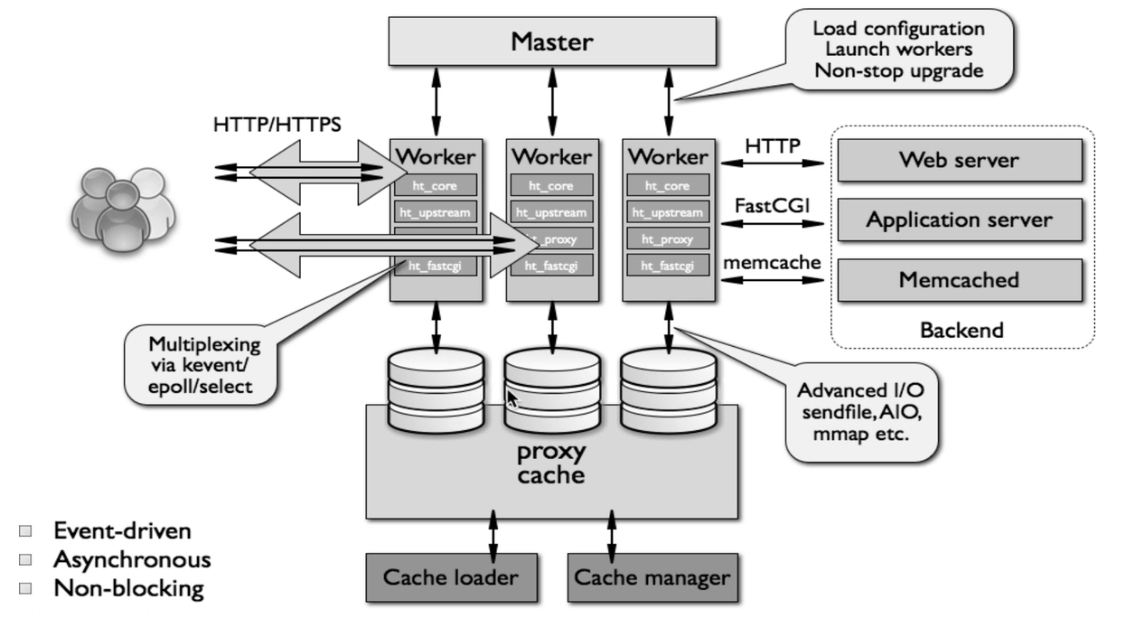 Master
Load configuration
Launch workers
Non-stop upgrade
HTTP/HTTPS
Worker
ht_core
ht_upstream
ht_fastcgi
Worker
ht_core
ht_upstream
ht_proxy
ht_fastcgi
Worker
ht_core
ht_upstream
ht_proxy
ht_fastcgi
HTTP
FastCGI
memcache
Web server
Application server
Memcached
Backend
Multiplexing
via kevent/
epoll/select
Advanced I/O
sendfile, AIO,
mmap etc.
proxy
cache
Cache loader
Cache manager
Event-driven
Asynchronous
Non-blocking